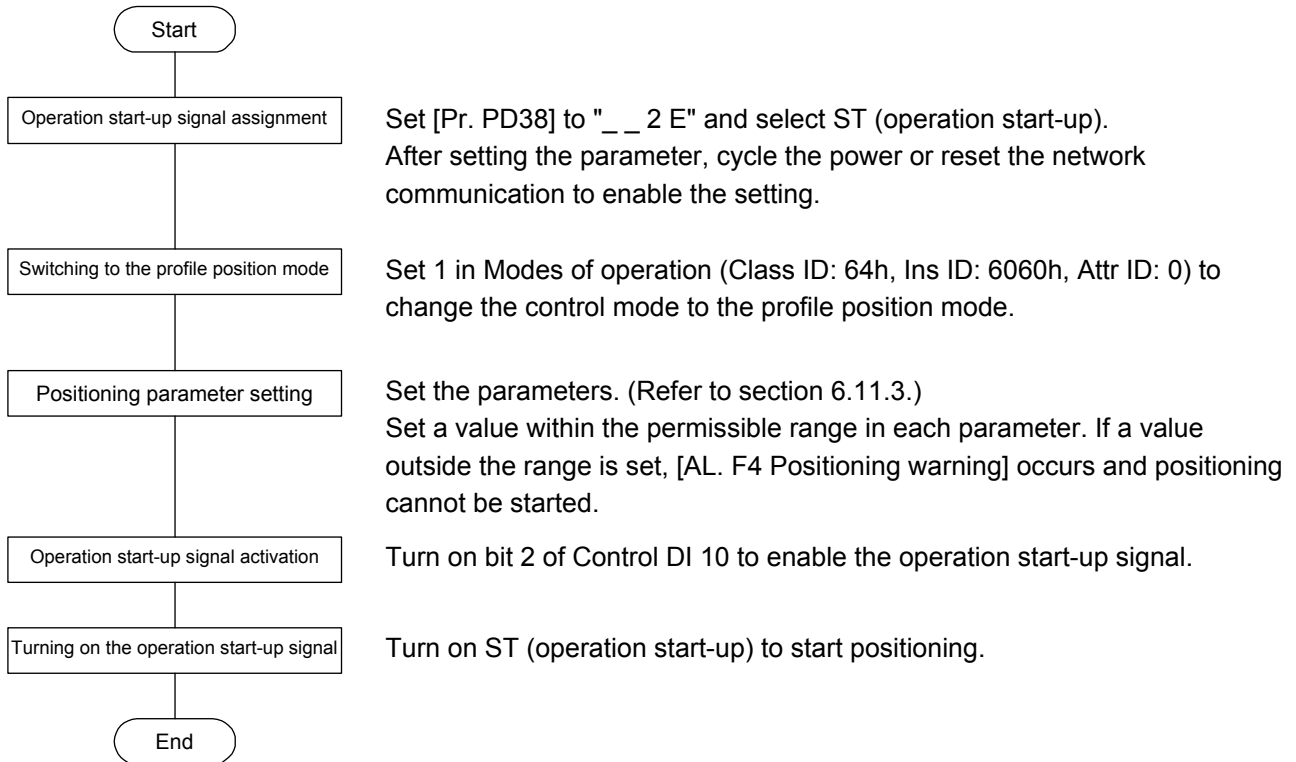 Start
Operation start-up signal assignment
Set [Pr. PD38] to "_ _ 2 E" and select ST (operation start-up).
After setting the parameter, cycle the power or reset the network
communication to enable the setting.
Switching to the profile position mode
Set 1 in Modes of operation (Class ID: 64h, Ins ID: 6060h, Attr ID: 0) to
change the control mode to the profile position mode.
Positioning parameter setting
Set the parameters. (Refer to section 6.11.3.)
Set a value within the permissible range in each parameter. If a value
outside the range is set, [AL. F4 Positioning warning] occurs and positioning
cannot be started.
Operation start-up signal activation
Turn on bit 2 of Control DI 10 to enable the operation start-up signal.
Turning on the operation start-up signal
Turn on ST (operation start-up) to start positioning.
End